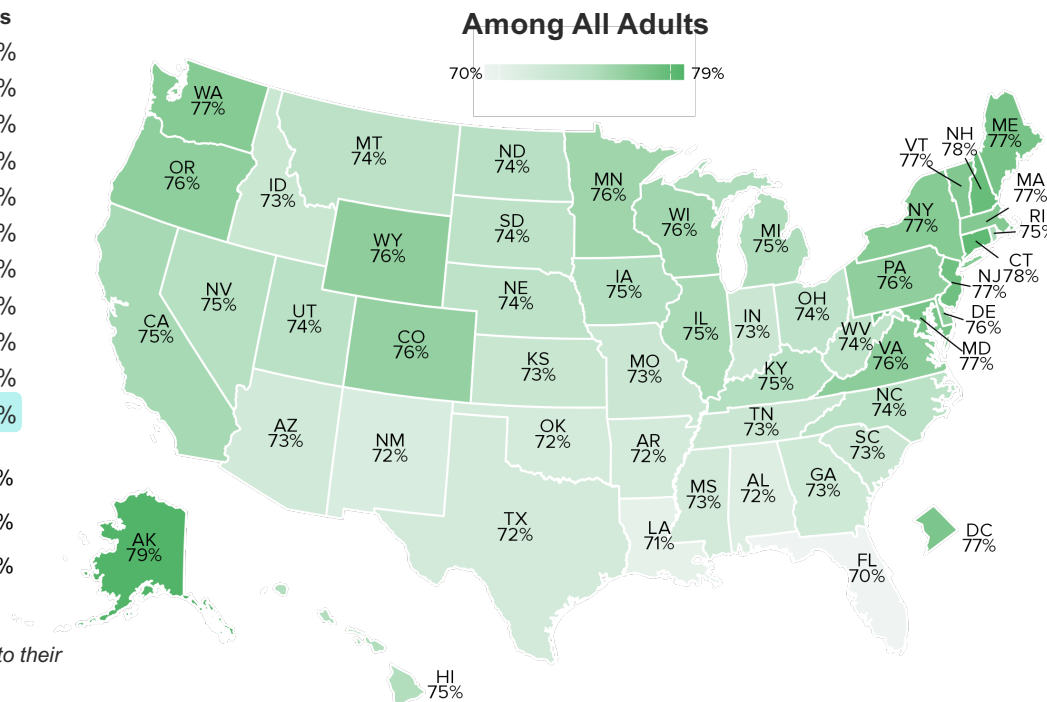 s
%
%
%
%
%
%
%
%
%
%
%
%
%
%
to their
Among All Adults
70% 79%
WA
77%
OR
76%
CA
75%
NV
75%
ID
73%
MT
74%
WY
76%
UT
74%
CO
76%
AZ
73%
NM
72%
ND
74%
SD
74%
NE
74%
KS
73%
OK
72%
TX
72%
MN
76%
IA
75%
MO
73%
AR
72%
LA
71%
WI
76%
IL
75%
MI
75%
IN
73%
OH
74%
KY
75%
TN
73%
MS
73%
AL
72%
GA
73%
FL
70%
SC
73%
NC
74%
WV
74%
VA
76%
PA
76%
NY
77%
VT
77%
NH
78%
ME
77%
MA
77%
RI
75%
CT
78%
NJ
77%
DE
76%
MD
77%
DC
77%
AK
79%
HI
75%